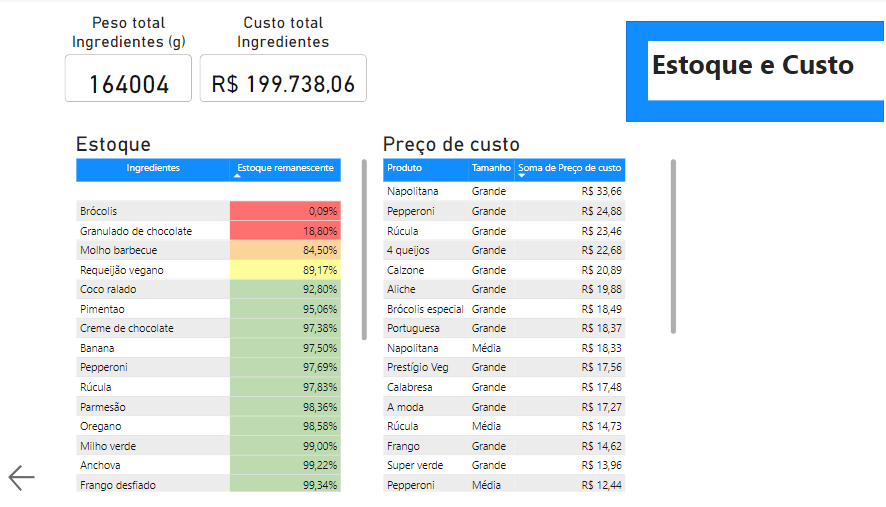 Peso total
Ingredientes (g)
164004
Custo total
Ingredientes
R$ 199.738,06
Estoque e Custo
Estoque
Ingredientes Estoque remanescente
Brócolis 0,09%
Granulado de chocolate 18,80%
Molho barbecue 84,50%
Requeijão vegano 89,17%
Coco ralado 92,80%
Pimentao 95,06%
Creme de chocolate 97,38%
Banana 97,50%
Pepperoni 97,69%
Rúcula 97,83%
Parmesão 98,36%
Oregano 98,58%
Milho verde 99,00%
Anchova 99,22%
Frango desfiado 99,34%
Preço de custo
Produto Tamanho Soma de Preço de custo
Napolitana Grande R$ 33,66
Pepperoni Grande R$ 24,88
Rúcula Grande R$ 23,46
4 queijos Grande R$ 22,68
Calzone Grande R$ 20,89
Aliche Grande R$ 19,88
Brócolis especial Grande R$ 18,49
Portuguesa Grande R$ 18,37
Napolitana Média R$ 18,33
Prestígio Veg Grande R$ 17,56
Calabresa Grande R$ 17,48
A moda Grande R$ 17,27
Rúcula Média R$ 14,73
Frango Grande R$ 14,62
Super verde Grande R$ 13,96
Pepperoni Média R$ 12,44